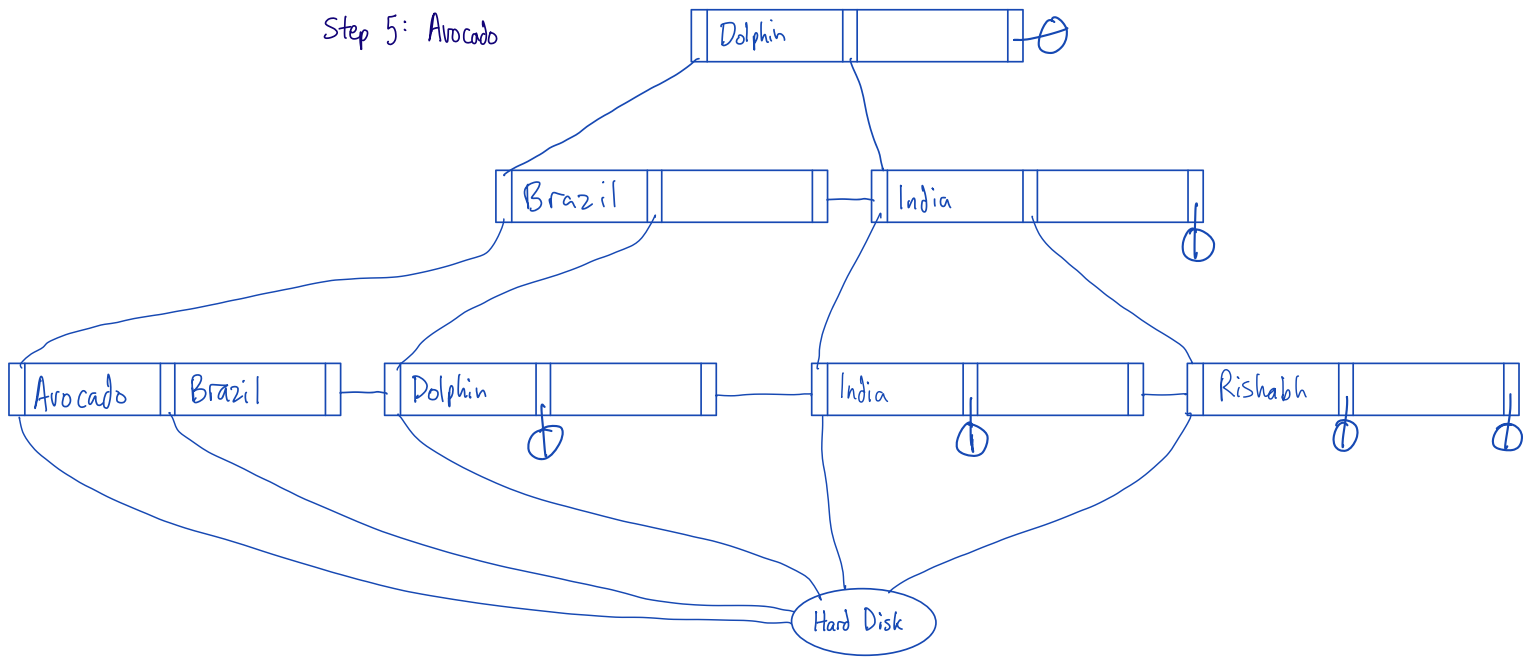 Step 5: Avocado
Dolphin
Brazil
India
Avocado
Brazil
Dolphin
India
Rishabh
Hard Disk